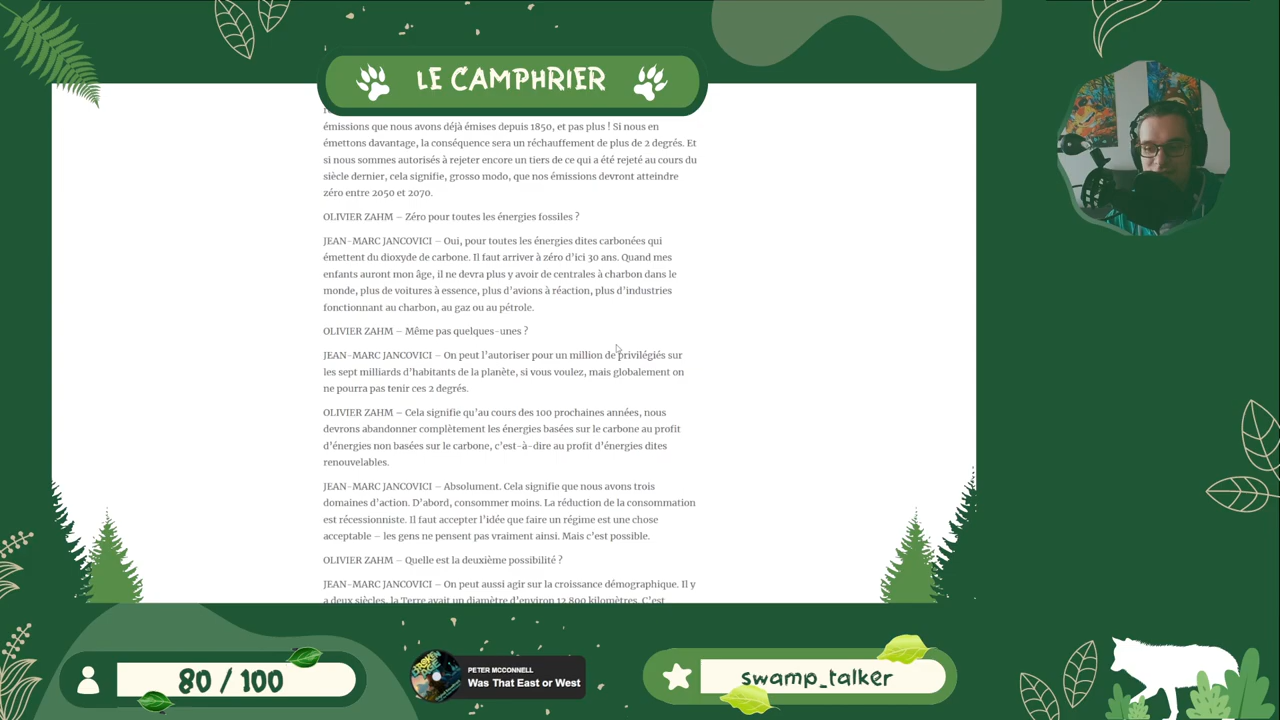 LE CAMPHRIER
émissions que nous avons déjà émises depuis 1850, et pas plus ! Si nous en
émettons davantage, la conséquence sera un réchauffement de plus de 2 degrés. Et
si nous sommes autorisés à rejeter encore un tiers de ce qui a été rejeté au cours du
siècle dernier, cela signifie, grosso modo, que nos émissions devront atteindre
zéro entre 2050 et 2070.
OLIVIER ZAHM – Zéro pour toutes les énergies fossiles ?
JEAN-MARC JANCOVICI – Oui, pour toutes les énergies dites carbonées qui
émettent du dioxyde de carbone. Il faut arriver à zéro d’ici 30 ans. Quand mes
enfants auront mon âge, il ne devra plus y avoir de centrales à charbon dans le
monde, plus de voitures à essence, plus d’avions à réaction, plus d’industries
fonctionnant au charbon, au gaz ou au pétrole.
OLIVIER ZAHM – Même pas quelques-unes ?
JEAN-MARC JANCOVICI – On peut l’autoriser pour un million de privilégiés sur
les sept milliards d’habitants de la planète, si vous voulez, mais globalement on
ne pourra pas tenir ces 2 degrés.
OLIVIER ZAHM – Cela signifie qu’au cours des 100 prochaines années, nous
devrons abandonner complètement les énergies basées sur le carbone au profit
d’énergies non basées sur le carbone, c’est-à-dire au profit d’énergies dites
renouvelables.
JEAN-MARC JANCOVICI – Absolument. Cela signifie que nous avons trois
domaines d’action. D’abord, consommer moins. La réduction de la consommation
est récessionniste. Il faut accepter l’idée que faire un régime est une chose
acceptable – les gens ne pensent pas vraiment ainsi. Mais c’est possible.
OLIVIER ZAHM – Quelle est la deuxième possibilité ?
JEAN-MARC JANCOVICI – On peut aussi agir sur la croissance démographique. Il y
a deux siècles, la Terre avait un diamètre d’environ 12 800 kilomètres. C’est
80 / 100
PETER MCCONNELL
Was That East or West
swamp_talker